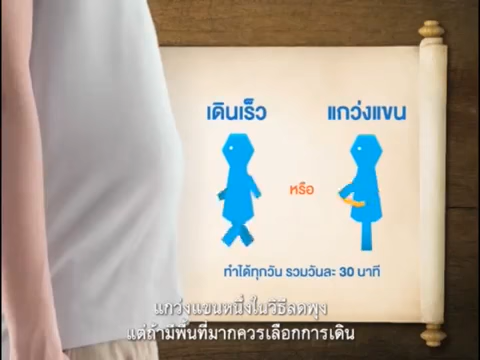 เดินเร็ว
แกว่งแขน
หรือ
ทำได้ทุกวัน รวมวันละ 30 นาที
แกว่งแขนหนึ่งในวิธีลดพุง
แต่ถ้ามีพื้นที่มากควรเลือกการเดิน